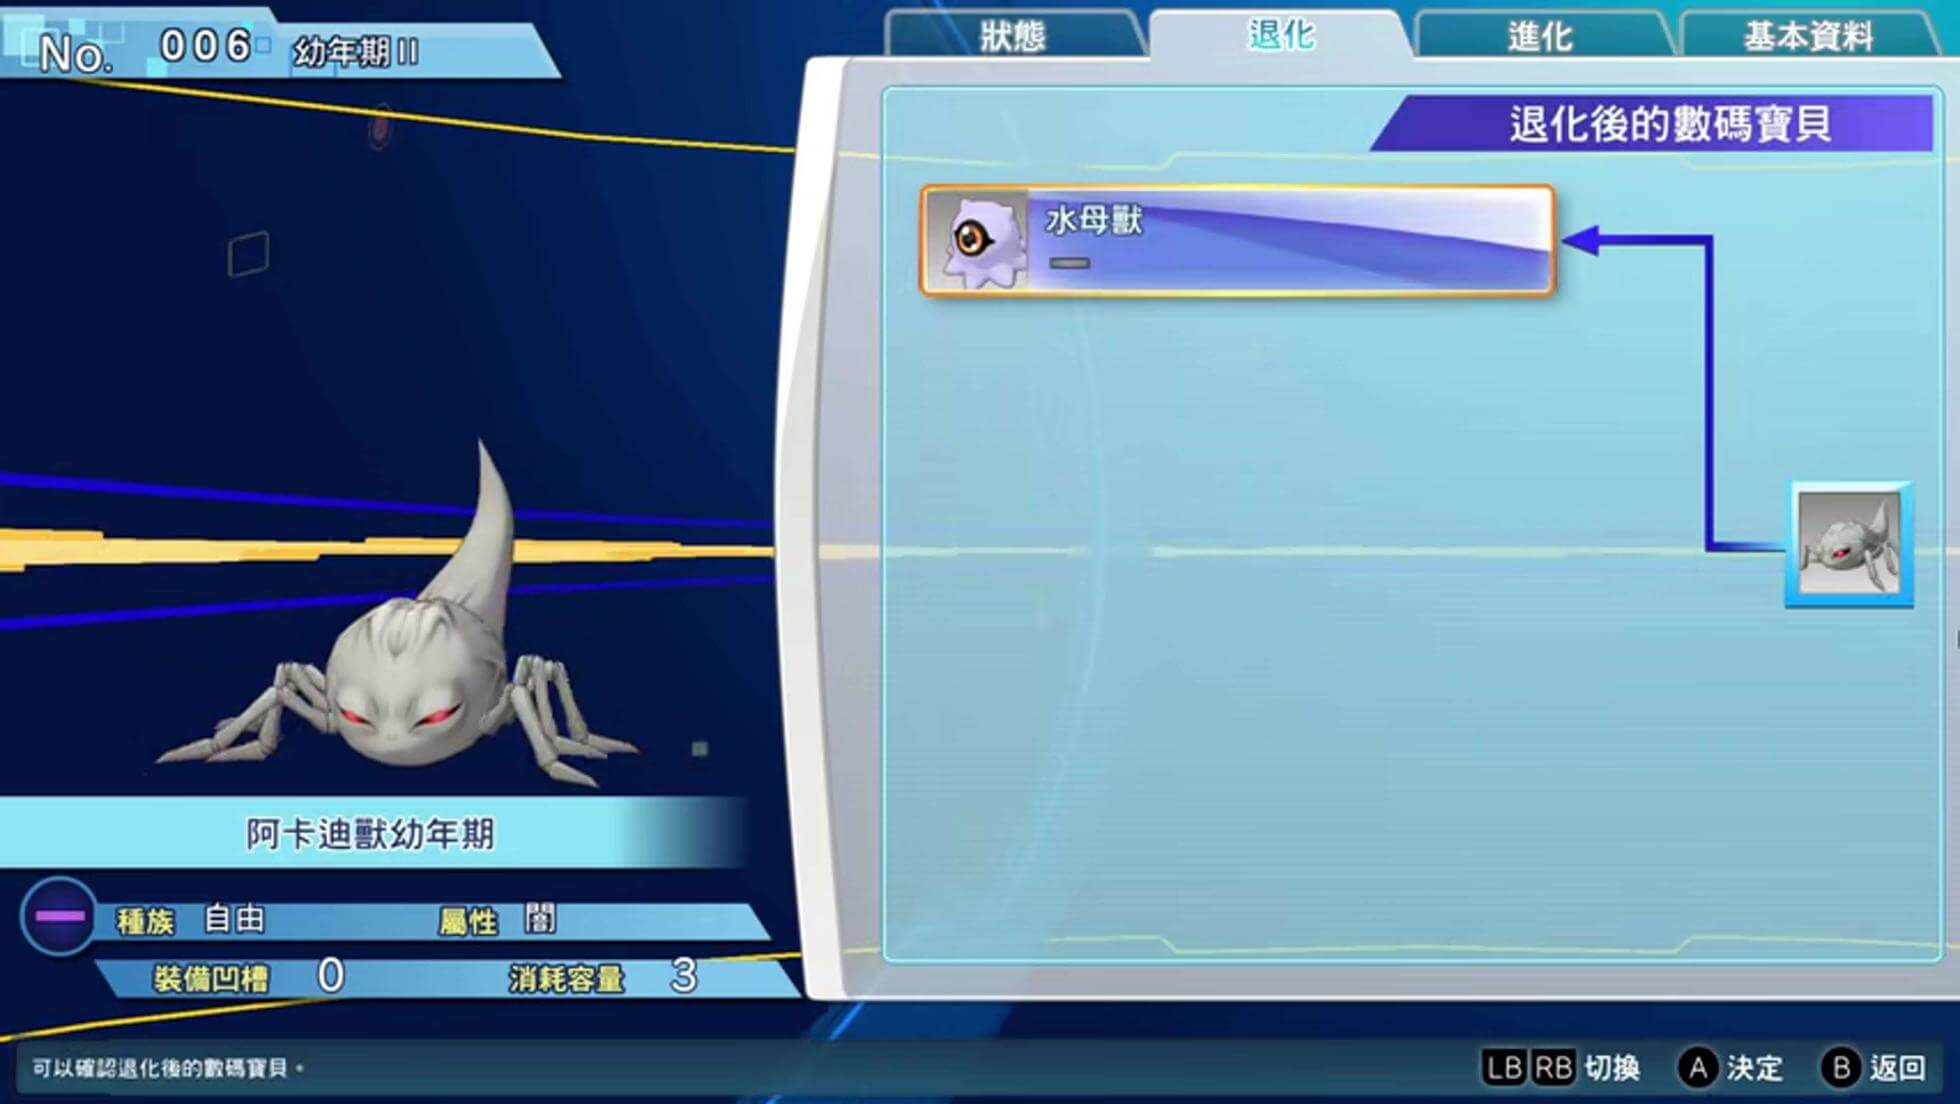 No. 006 幼年期II
狀態 退化 進化 基本資料
退化後的數碼寶貝
水母獸
阿卡迪獸幼年期
種族 自由 屬性 闇
裝備凹槽 0 消耗容量 3
可以確認退化後的數碼寶貝。
LB RB 切換 A 決定 B 返回